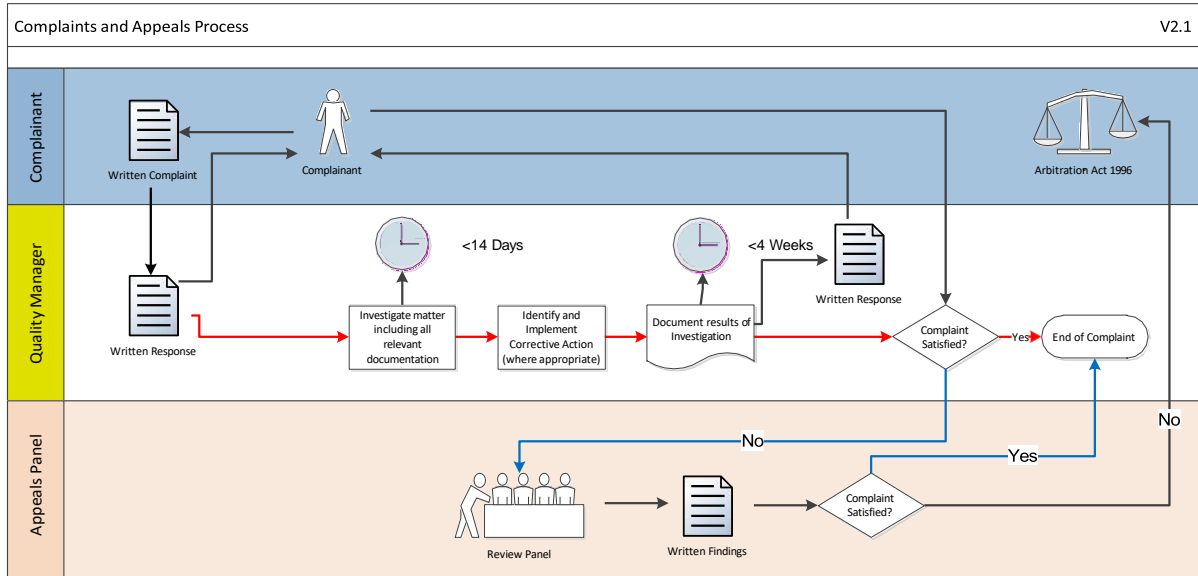 Complaints and Appeals Process
V2.1
Complainant
Written Complaint
Complainant
Arbitration Act 1996
Quality Manager
<14 Days
<4 Weeks
Written Response
Written Response
Investigate matter
including all
relevant
documentation
Identify and
Implement
Corrective Action
(where appropriate)
Document results of
Investigation
Complaint
Satisfied?
Yes
End of Complaint
Appeals Panel
No
Yes
No
Review Panel
Written Findings
Complaint
Satisfied?